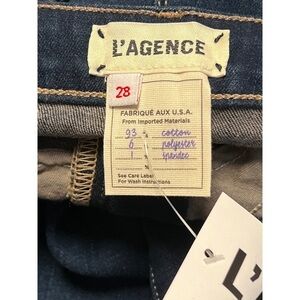 L'AGENCE
28
FABRIQUÉ AUX U.S.A.
From Imported Materials
93 % cotton
6 polyester
1 spandex
%
See Care Label
For Wash Instructions
L'